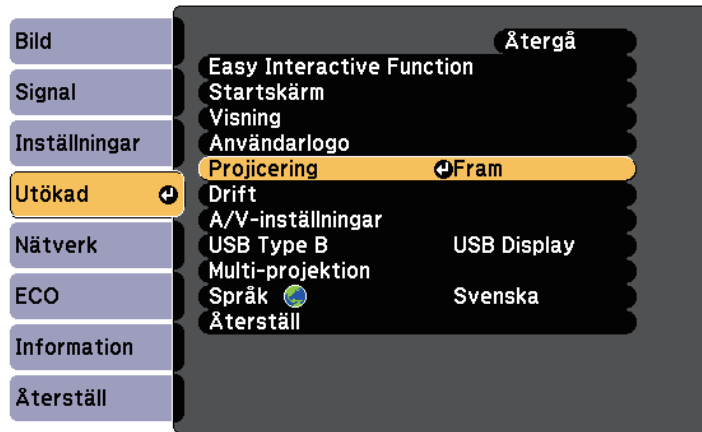 Bild
Signal
Inställningar
Utökad
Nätverk
ECO
Information
Återställ
Återgå
Easy Interactive Function
Startskärm
Visning
Användarlogo
Projicering Fram
Drift
A/V-inställningar
USB Type B USB Display
Multi-projektion
Språk Svenska
Återställ